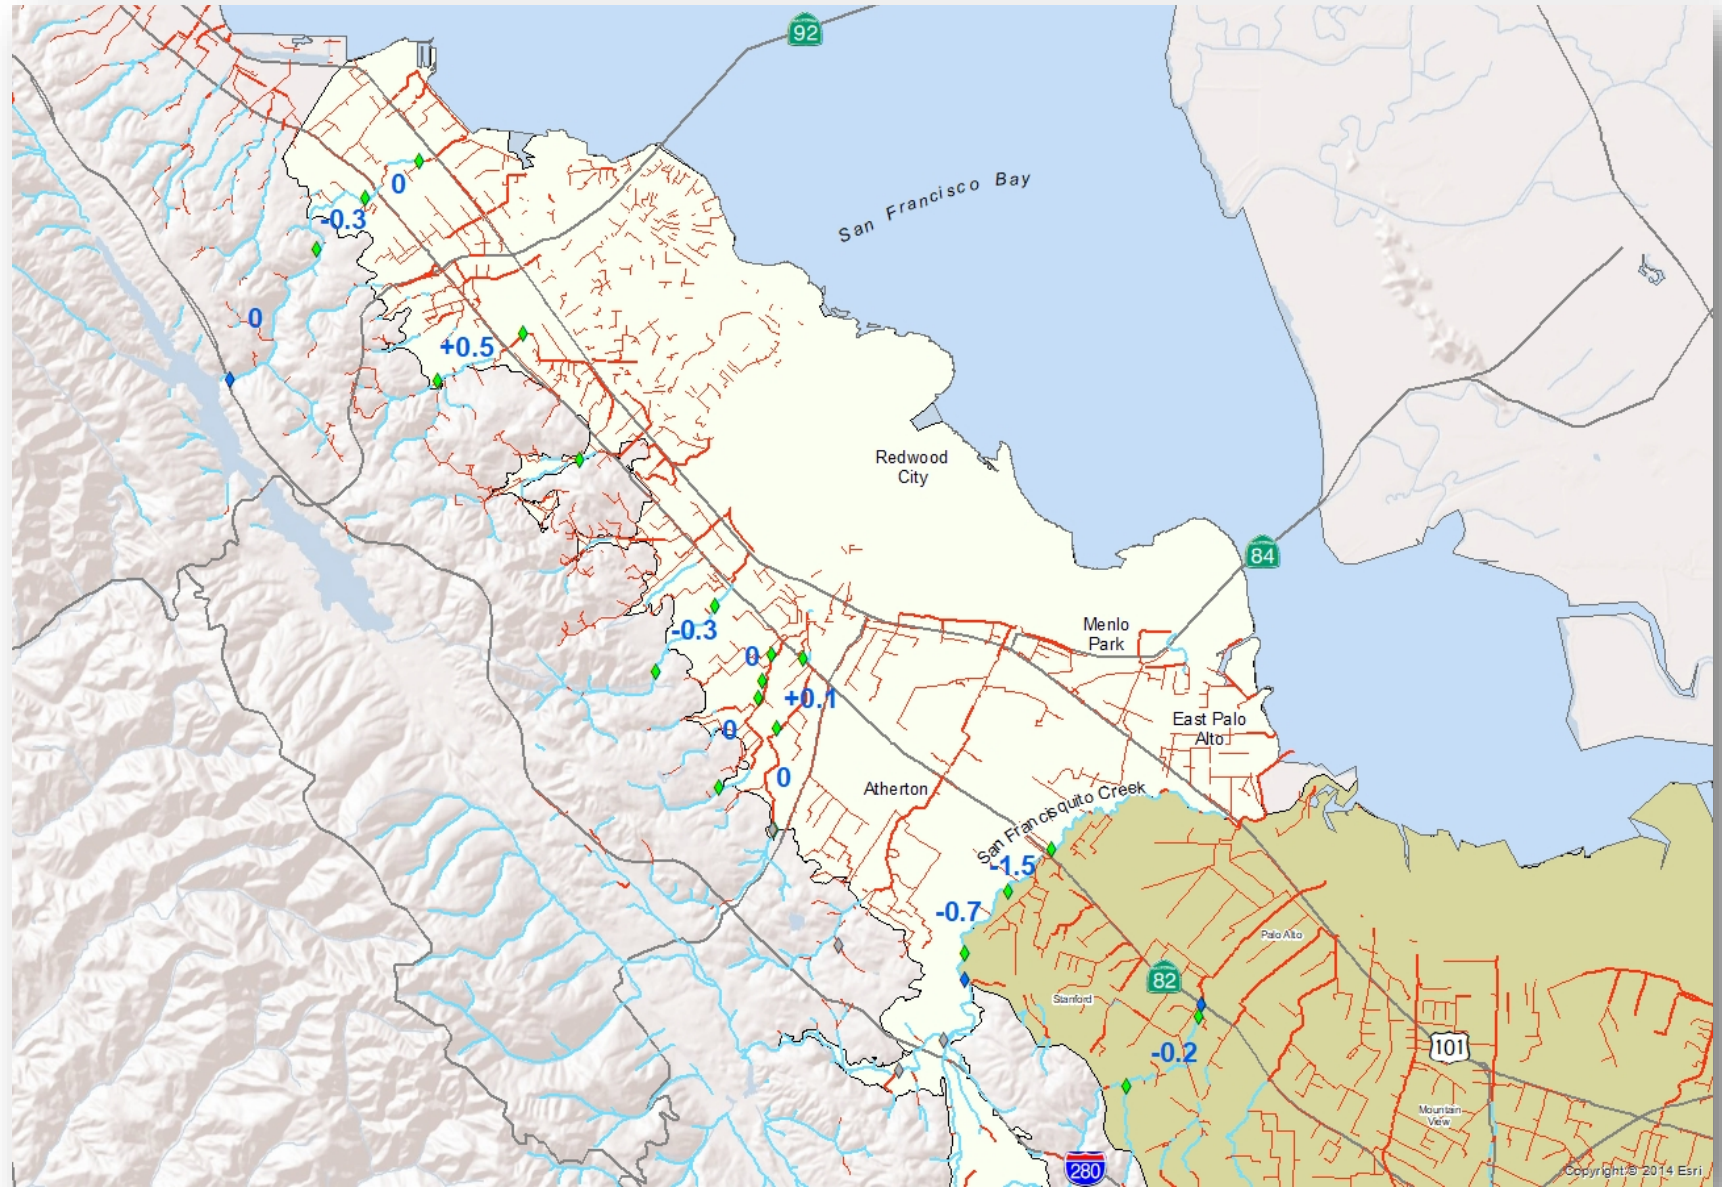 92
San Francisco Bay
0
-0.3
0
+0.5
Redwood
City
84
-0.3
Menlo
Park
0
+0.1
0
East Palo
Alto
0
Atherton
San Francisquito Creek
-1.5
-0.7
Palo Alto
82
Stanford
101
-0.2
Mountain
View
280
Copyright:© 2014 Esri